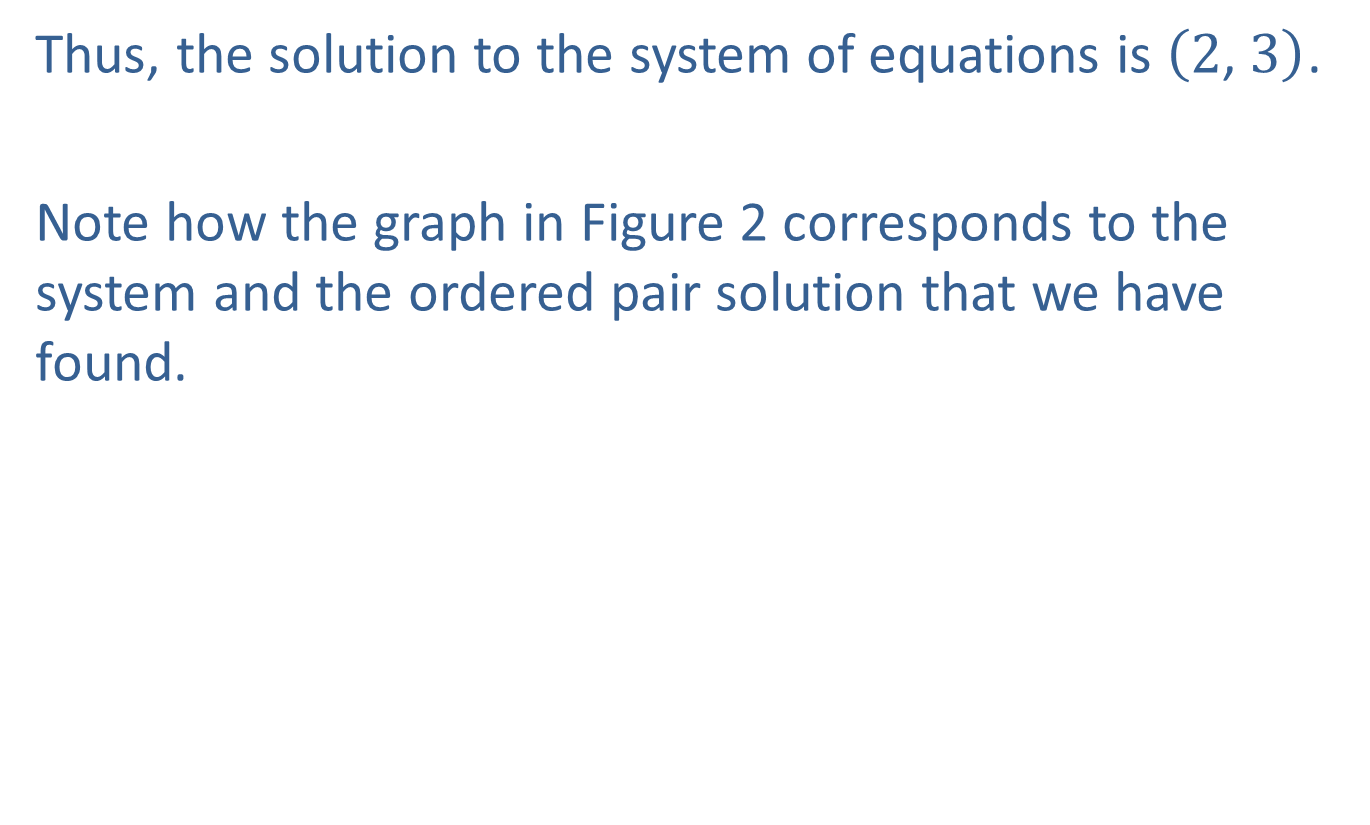 Thus, the solution to the system of equations is (2, 3).
Note how the graph in Figure 2 corresponds to the
system and the ordered pair solution that we have
found.